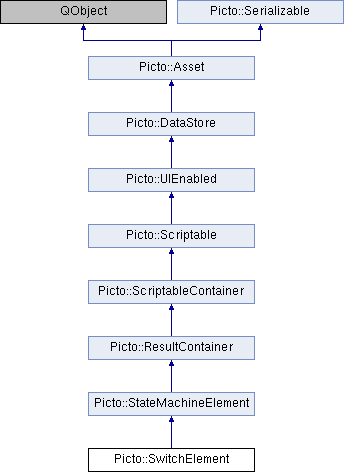 QObject
Picto::Serializable
Picto::Asset
Picto::DataStore
Picto::UIEnabled
Picto::Scriptable
Picto::ScriptableContainer
Picto::ResultContainer
Picto::StateMachineElement
Picto::SwitchElement